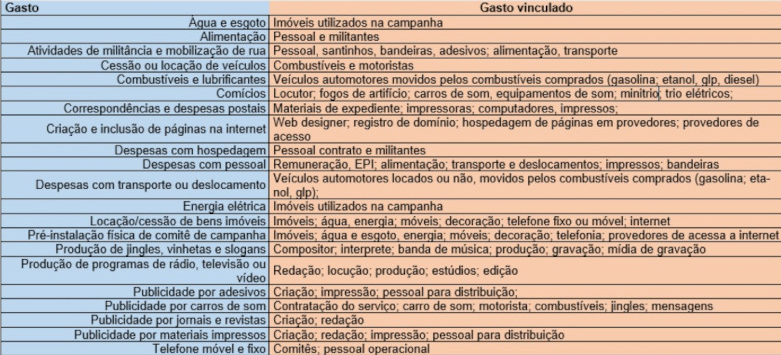 Gasto Gasto vinculado
Àgua e esgoto Imóveis utilizados na campanha
Alimentação Pessoal e militantes
Atividades de militância e mobilização de rua Pessoal, santinhos, bandeiras, adesivos; alimentação, transporte
Cessão ou locação de veículos Combustíveis e motoristas
Combustíveis e lubrificantes Veículos automotores movidos pelos combustíveis comprados (gasolina; etanol, glp, diesel)
Comícios Locutor; fogos de artifício; carros de som, equipamentos de som; minitrio; trio elétricos;
Correspondências e despesas postais Materiais de expediente; impressoras; computadores, impressos;
Criação e inclusão de páginas na internet Web designer; registro de domínio; hospedagem de páginas em provedores; provedores de
acesso
Despesas com hospedagem Pessoal contrato e militantes
Despesas com pessoal Remuneração, EPI; alimentação; transporte e deslocamentos; impressos; bandeiras
Despesas com transporte ou deslocamento Veículos automotores locados ou não, movidos pelos combustíveis comprados (gasolina; eta-
nol, glp);
Energia elétrica Imóveis utilizados na campanha
Locação/cessão de bens imóveis Imóveis; água, energia; móveis; decoração; telefone fixo ou móvel; internet
Pré-instalação física de comitê de campanha Imóveis; água e esgoto, energia; móveis; decoração; telefonia; provedores de acessa a internet
Produção de jingles, vinhetas e slogans Compositor; interprete; banda de música; produção; gravação; mídia de gravação
Produção de programas de rádio, televisão ou
vídeo Redação; locução; produção; estúdios; edição
Publicidade por adesivos Criação; impressão; pessoal para distribuição;
Publicidade por carros de som Contratação do serviço; carro de som; motorista; combustíveis; jingles; mensagens
Publicidade por jornais e revistas Criação; redação
Publicidade por materiais impressos Criação; redação; impressão; pessoal para distribuição
Telefone móvel e fixo Comitês; pessoal operacional